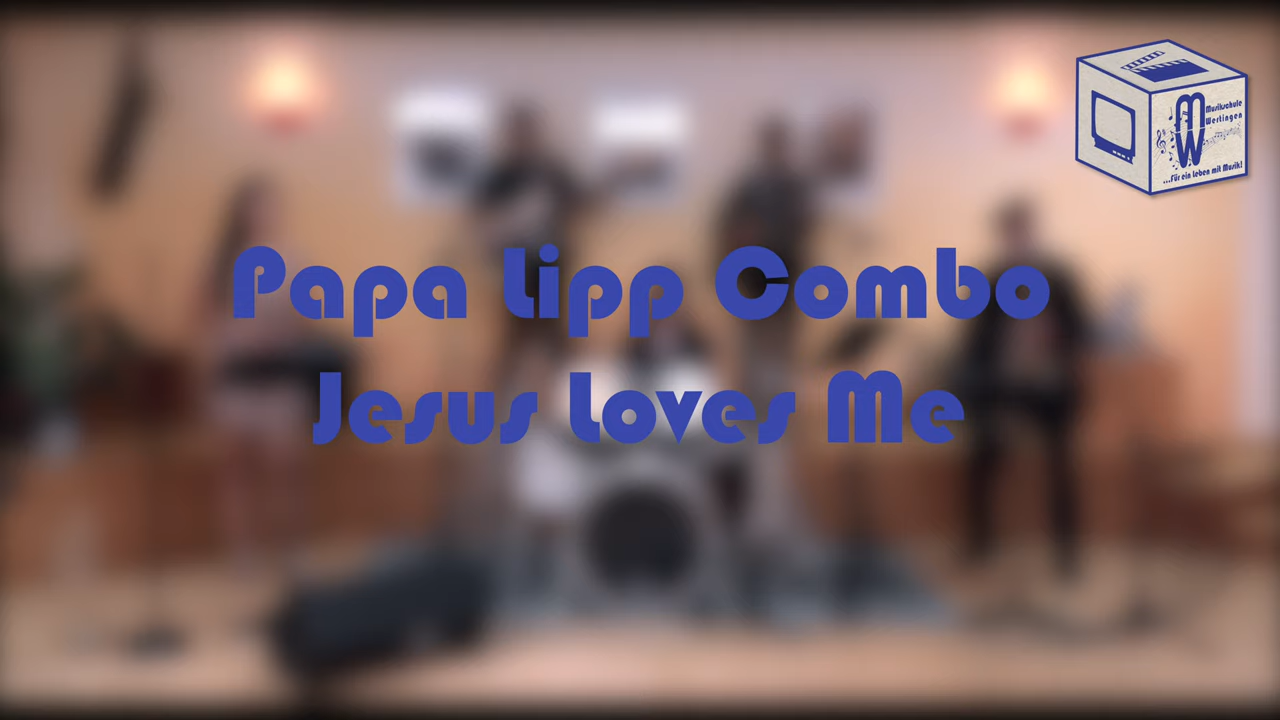 Papa Lipp Combo
Jesus Loves Me
Musikschule
Wertingen
...Für ein Leben mit Musik!